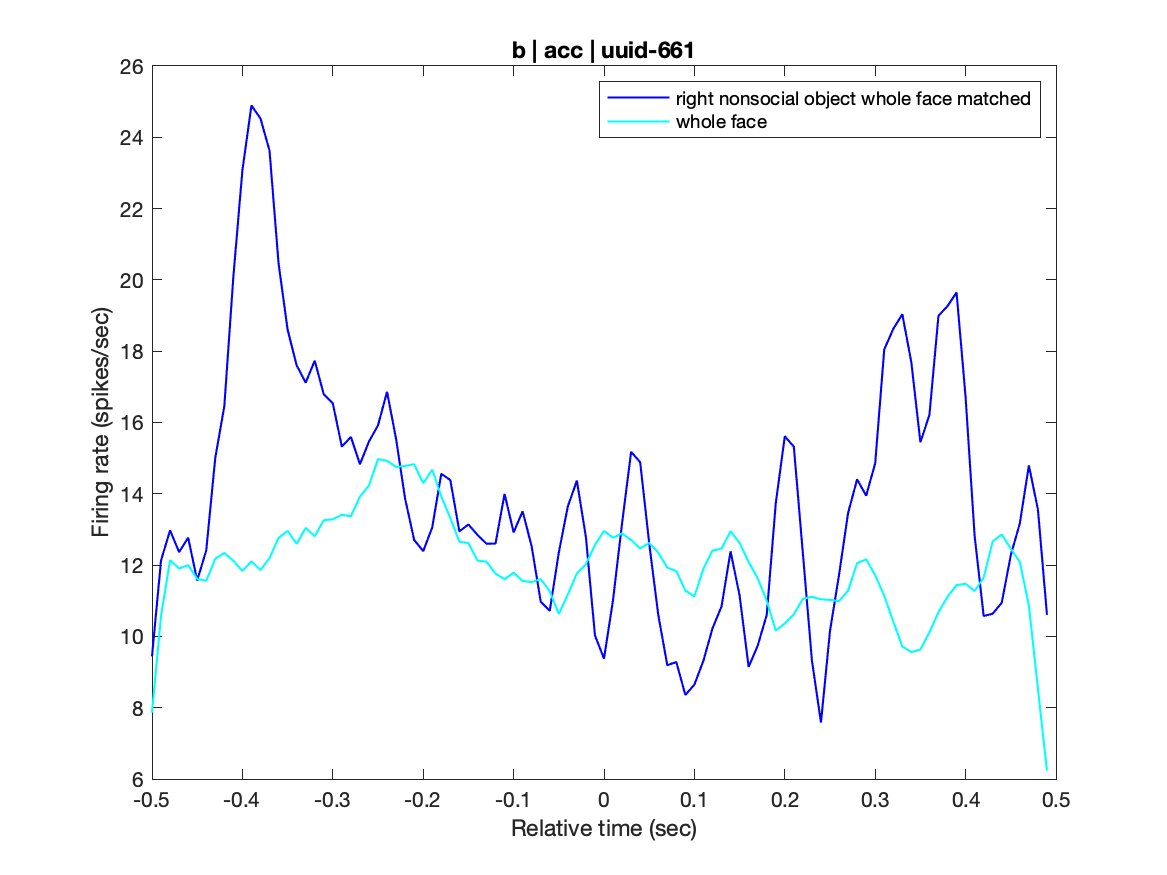 b | acc | uuid-661
26
24
22
20
18
16
14
12
10
8
6
Firing rate (spikes/sec)
right nonsocial object whole face matched
whole face
-0.5 -0.4 -0.3 -0.2 -0.1 0 0.1 0.2 0.3 0.4 0.5
Relative time (sec)